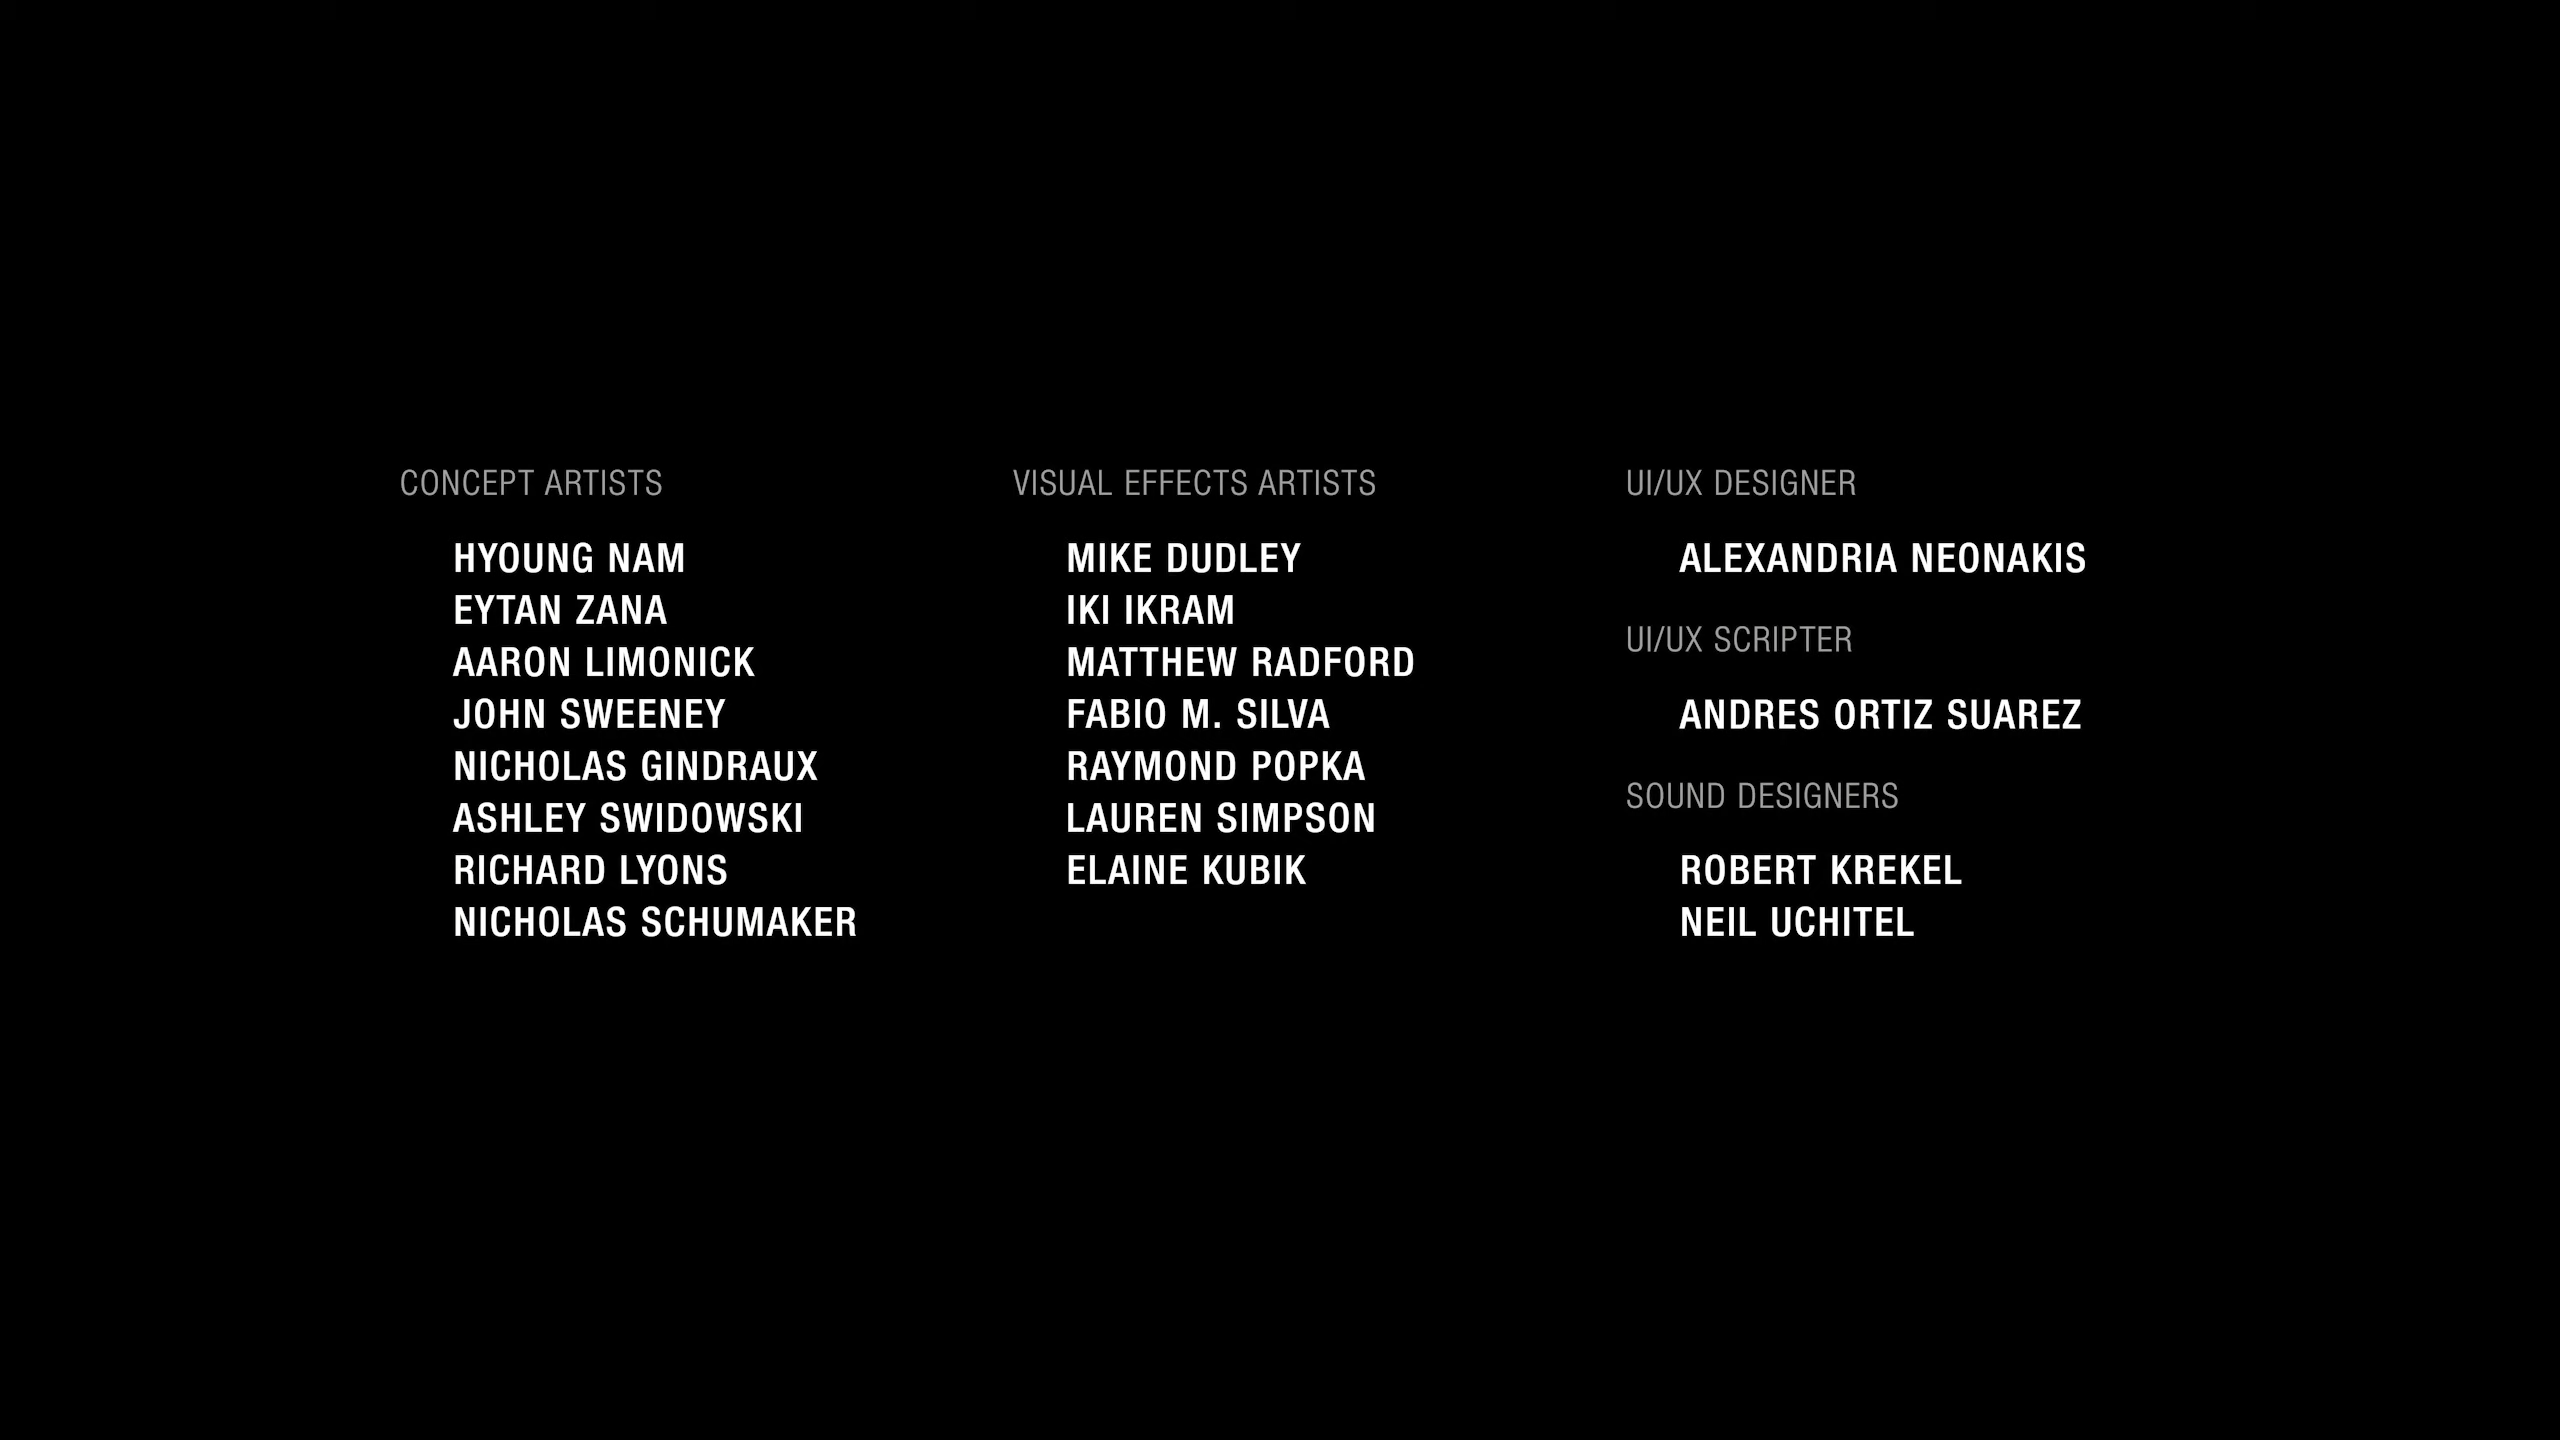 CONCEPT ARTISTS
HYOUNG NAM
EYTAN ZANA
AARON LIMONICK
JOHN SWEENEY
NICHOLAS GINDRAUX
ASHLEY SWIDOWSKI
RICHARD LYONS
NICHOLAS SCHUMAKER
VISUAL EFFECTS ARTISTS
MIKE DUDLEY
IKI IKRAM
MATTHEW RADFORD
FABIO M. SILVA
RAYMOND POPKA
LAUREN SIMPSON
ELAINE KUBIK
UI/UX DESIGNER
ALEXANDRIA NEONAKIS
UI/UX SCRIPTER
ANDRES ORTIZ SUAREZ
SOUND DESIGNERS
ROBERT KREKEL
NEIL UCHITEL